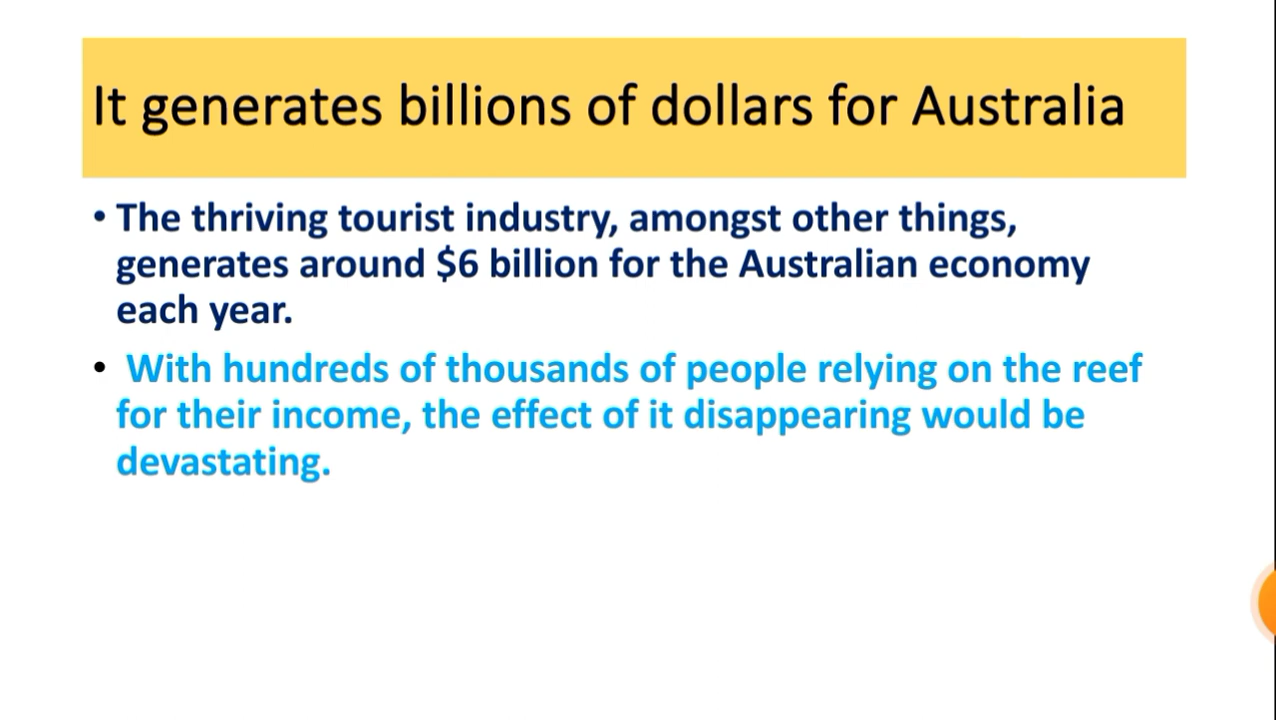 It generates billions of dollars for Australia
• The thriving tourist industry, amongst other things,
generates around $6 billion for the Australian economy
each year.
• With hundreds of thousands of people relying on the reef
for their income, the effect of it disappearing would be
devastating.